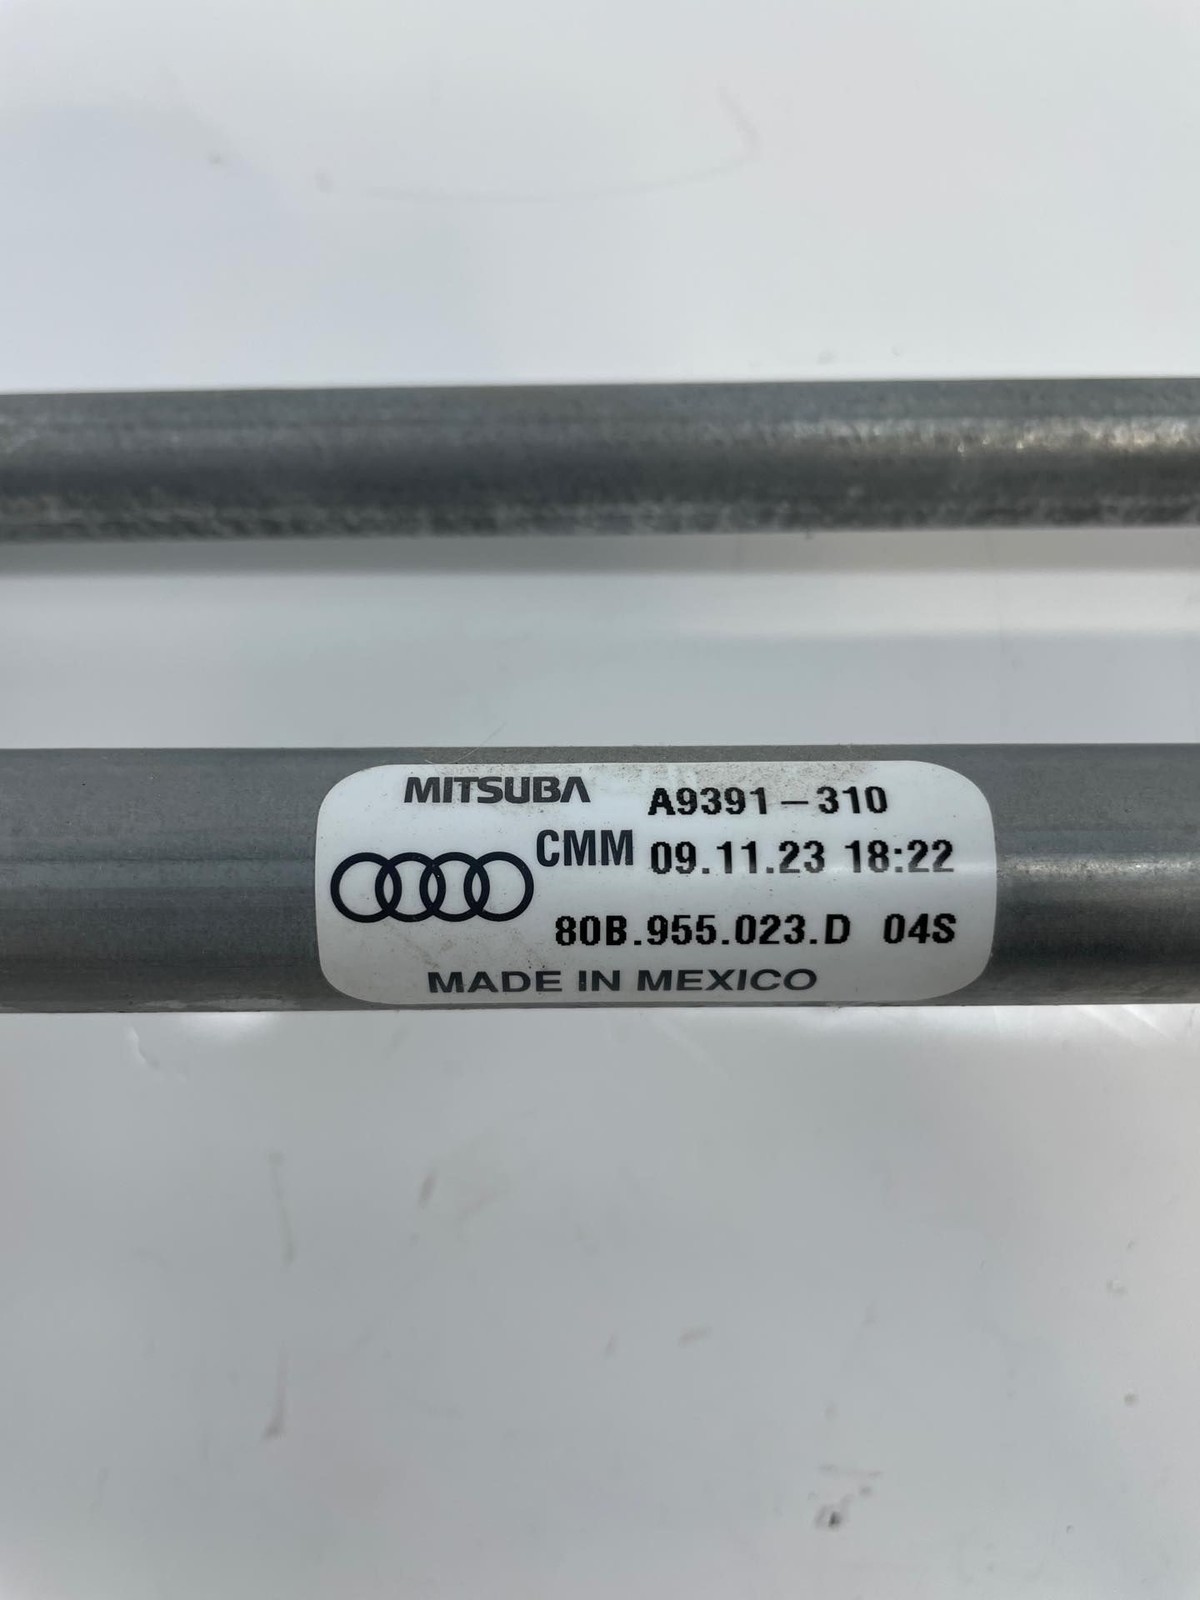 MITSUBA A9391-310
CMM 09.11.23 18:22
80B.955.023.D 04S
MADE IN MEXICO